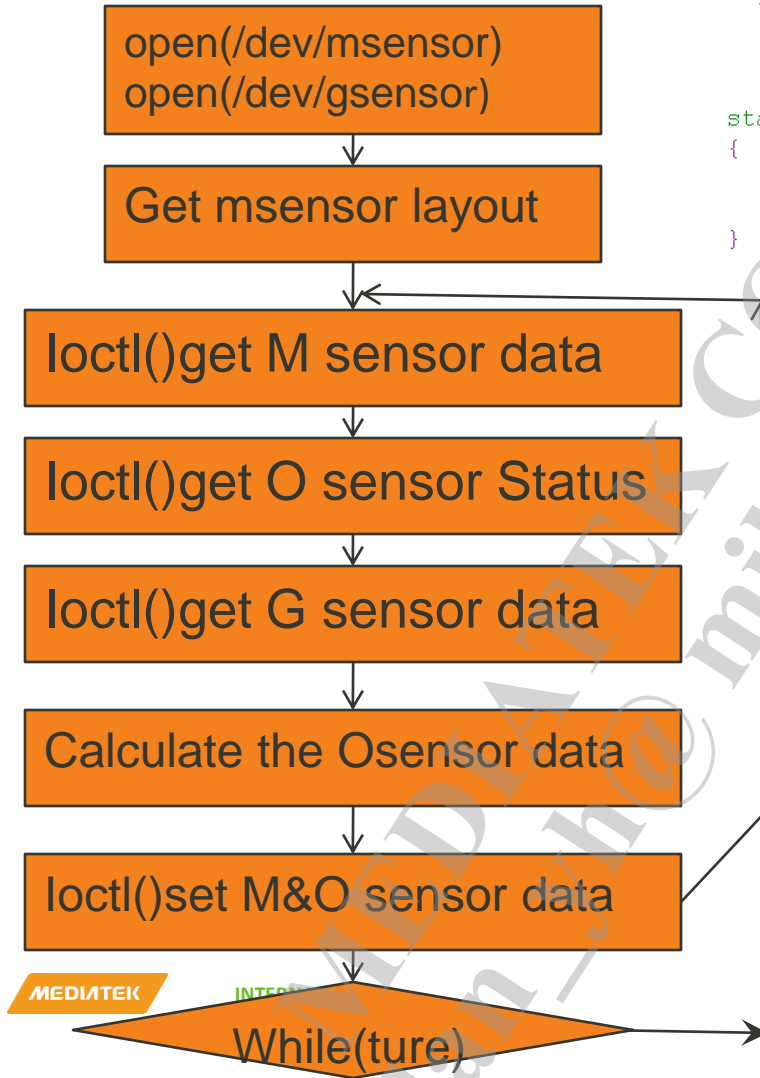 open(/dev/msensor)
open(/dev/gsensor)
Get msensor layout
Ioctl()get M sensor data
Ioctl()get O sensor Status
Ioctl()get G sensor data
Calculate the Osensor data
Ioctl()set M&O sensor data
While(ture)
{
}
MEDIATEK
MEDIATEK